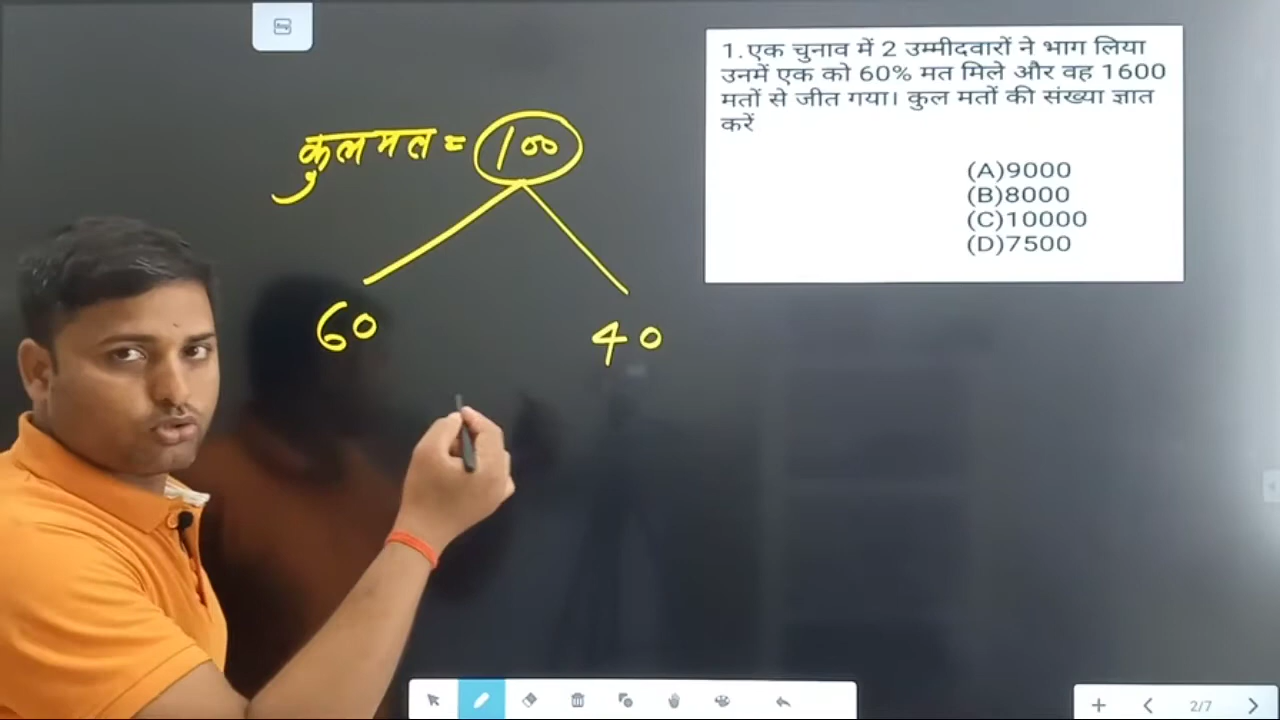 कुल मत = 100
60 40
1.एक चुनाव में 2 उम्मीदवारों ने भाग लिया
उनमें एक को 60% मत मिले और वह 1600
मतों से जीत गया। कुल मतों की संख्या ज्ञात
करें
(A)9000
(B)8000
(C)10000
(D)7500
2/7